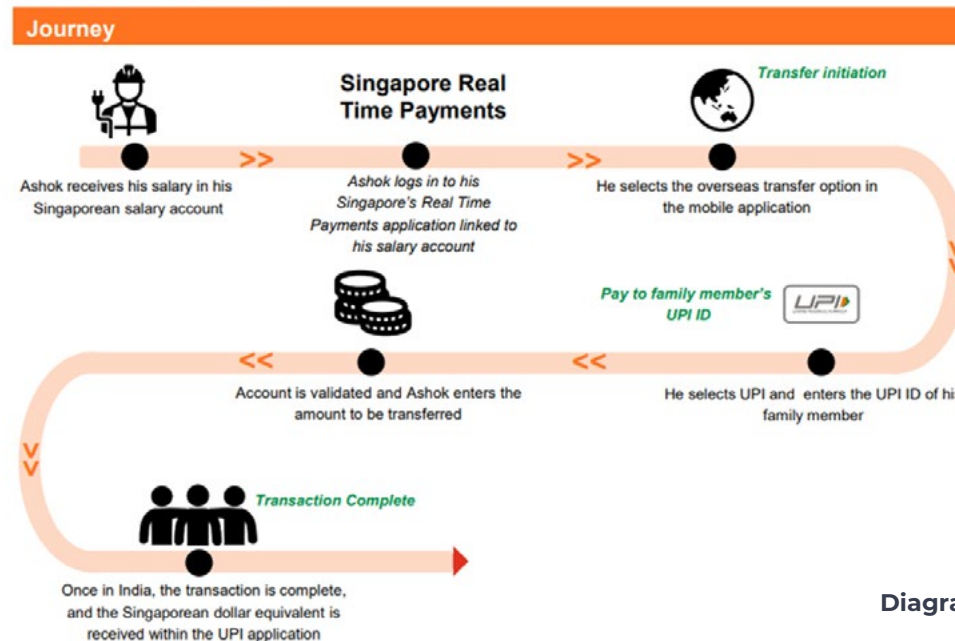 Journey
Singapore Real
Time Payments
Transfer initiation
Ashok receives his salary in his
Singaporean salary account
Ashok logs in to his
Singapore's Real Time
Payments application linked to
his salary account
He selects the overseas transfer option in
the mobile application
Pay to family member's
UPI ID
UPI
He selects UPI and enters the UPI ID of his
family member
Account is validated and Ashok enters the
amount to be transferred
Transaction Complete
Once in India, the transaction is complete,
and the Singaporean dollar equivalent is
received within the UPI application
Diagra